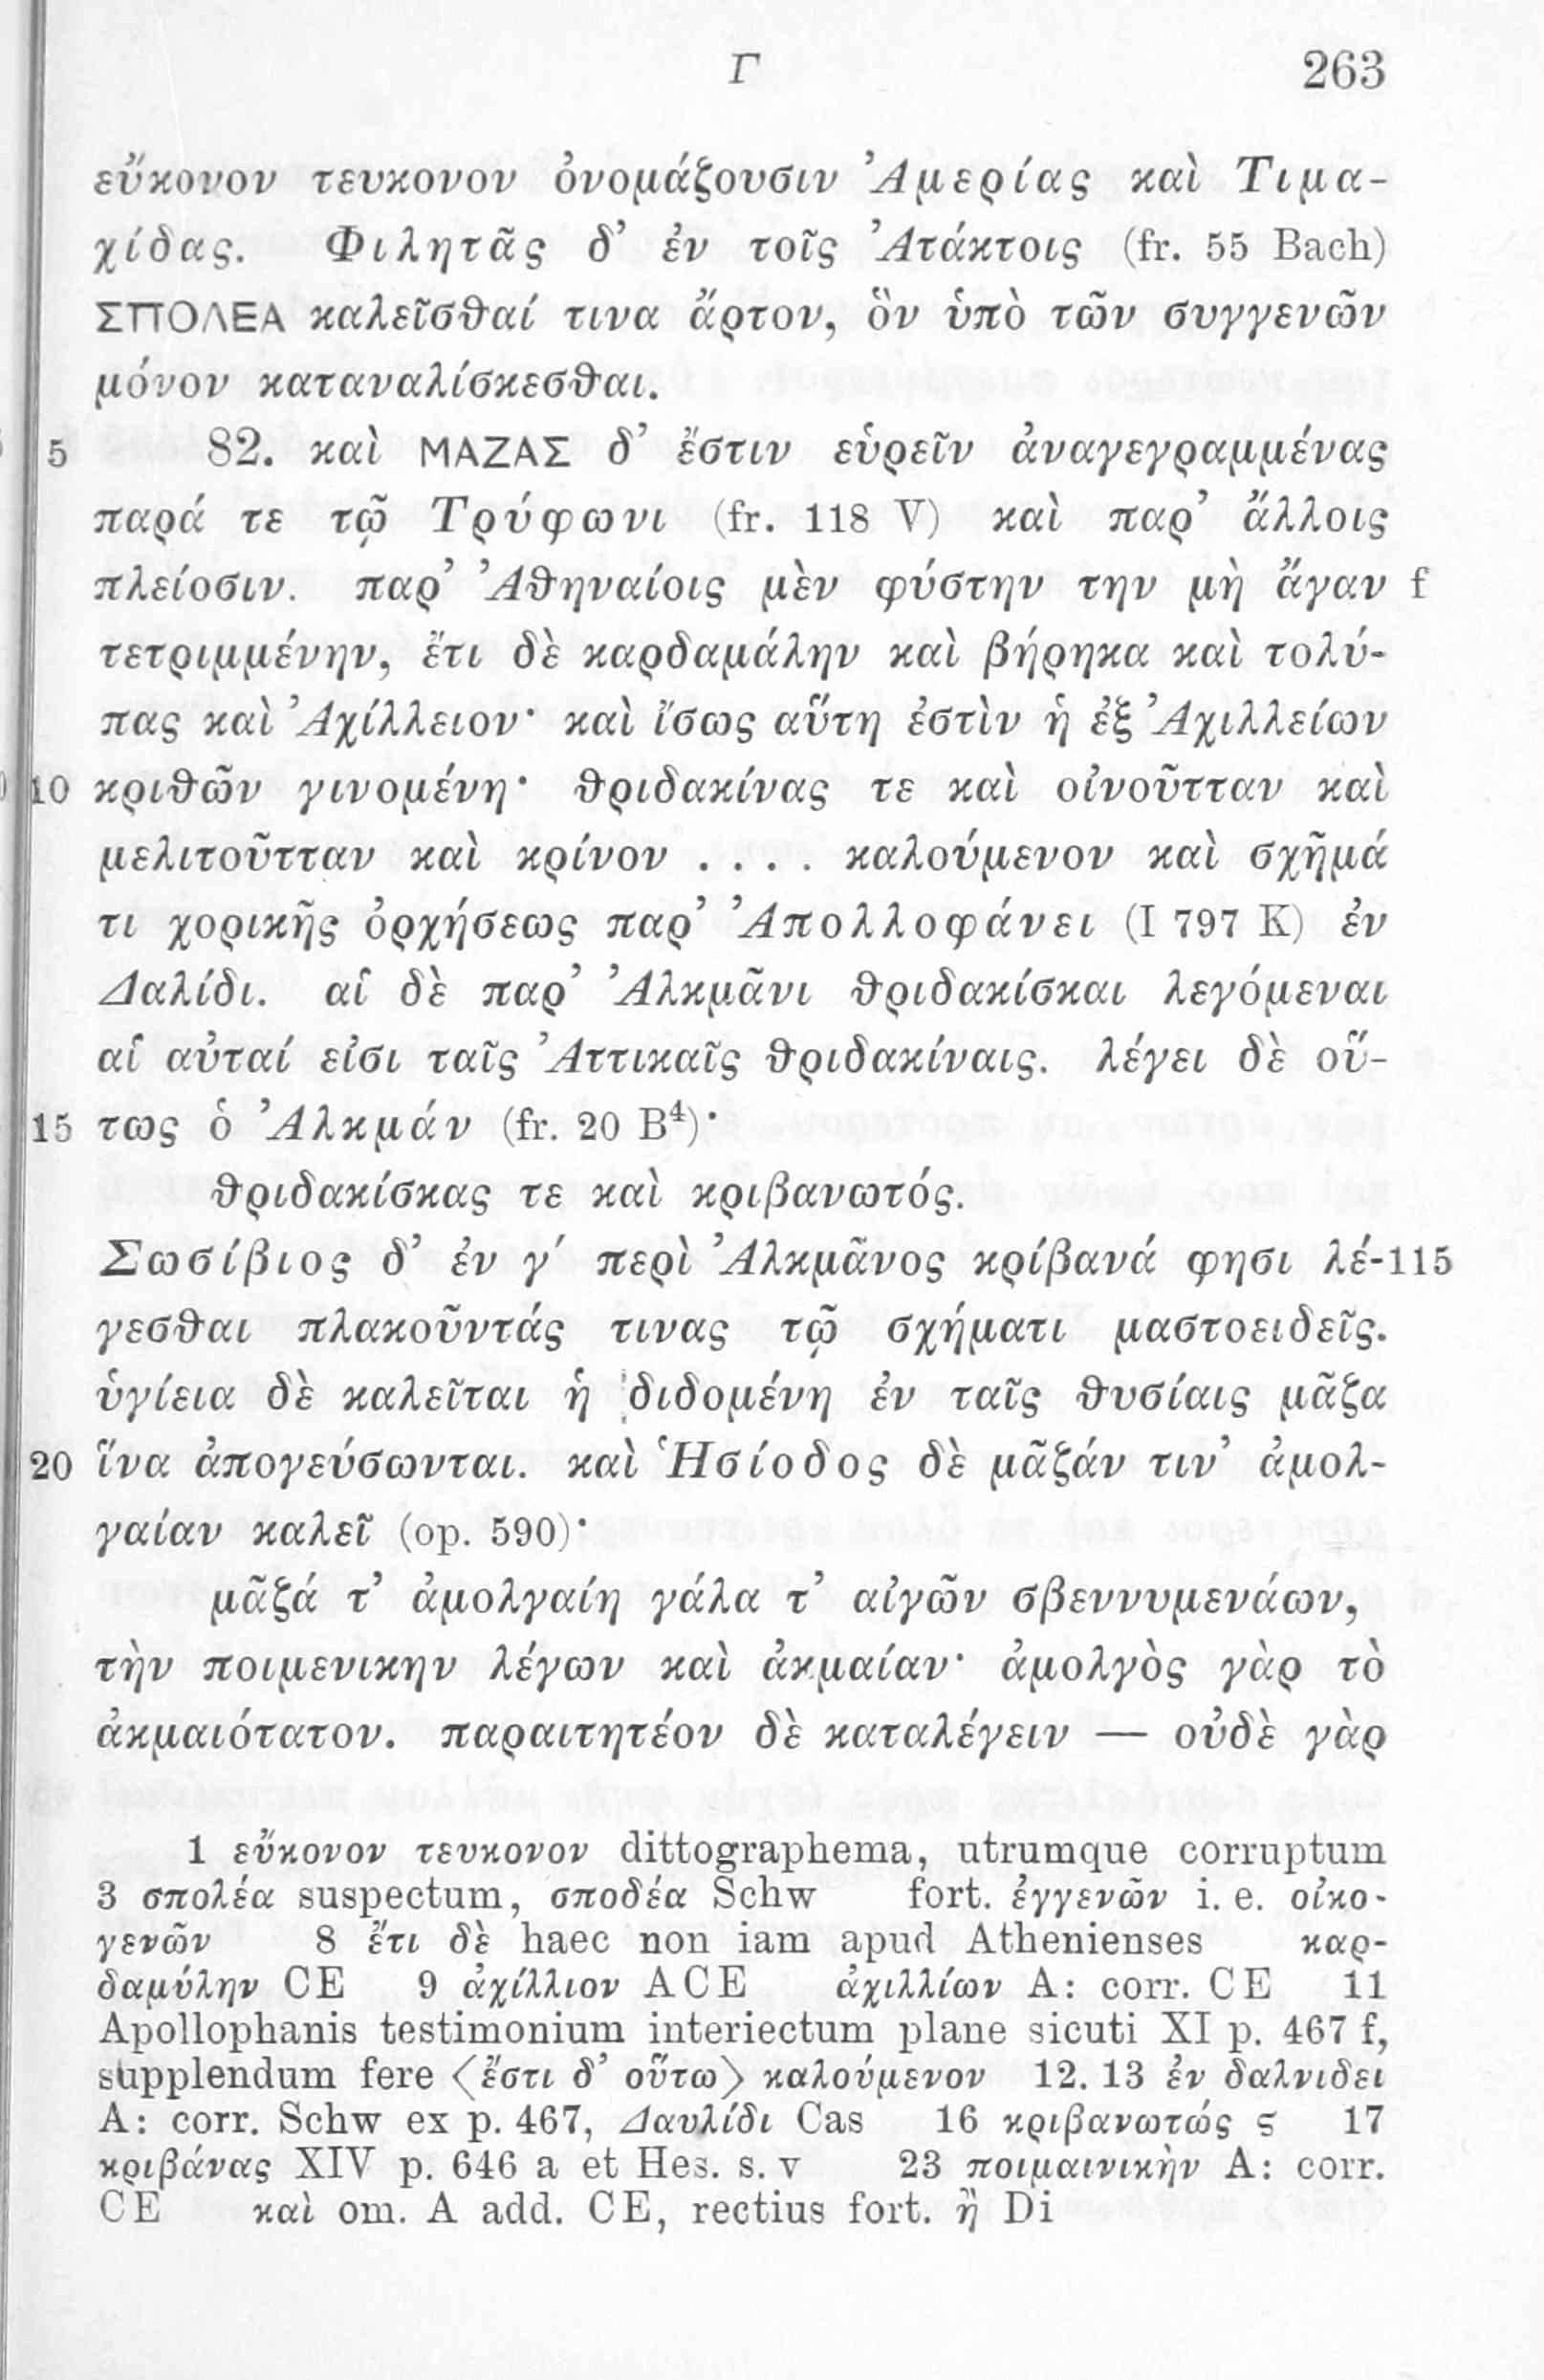 Γ 263
εὔκονον τευκονον ὀνομάζουσιν Ἀμερίας καὶ Τιμα-
χίδας. Φιλητᾶς δ’ ἐν τοῖς Ἀτάκτοις (fr. 55 Bach)
ΣΠΟΛΕΑ καλεῖσθαί τινα ἄρτον, ὃν ὑπὸ τῶν συγγενῶν
μόνον καταναλίσκεσθαι.
5 82. καὶ ΜΑΖΑΣ δ’ ἔστιν εὑρεῖν ἀναγεγραμμένας
παρά τε τῷ Τρύφωνι (fr. 118 V) καὶ παρ’ ἄλλοις
πλείοσιν. παρ’ Ἀθηναίοις μὲν φύστην την μὴ ἄγαν f
τετριμμένην, ἔτι δὲ καρδαμάλην καὶ βήρηκα καὶ τολύ-
πας καὶ Ἀχίλλειον· καὶ ἴσως αὕτη ἐστὶν ἡ ἐξ Ἀχιλλείων
10 κριθῶν γινομένη· θριδακίνας τε καὶ οἰνοῦτταν καὶ
μελιτοῦτταν καὶ κρίνον . . . . καλούμενον καὶ σχῆμά
τι χορικῆς ὀρχήσεως παρ’ Ἀπολλοφάνει (I 797 K) ἐν
Δαλίδι. αἱ δὲ παρ’ Ἀλκμᾶνι θριδακίσκαι λεγόμεναι
αἱ αὐταί εἰσι ταῖς Ἀττικαῖς θριδακίναις. λέγει δὲ οὕ-
15 τως ὁ Ἀλκμάν (fr. 20 B⁴)·
θριδακίσκας τε καὶ κριβανωτός.
Σωσίβιος δ’ ἐν γ′ περὶ Ἀλκμᾶνος κρίβανά φησι λέ- 115
γεσθαι πλακοῦντάς τινας τῷ σχήματι μαστοειδεῖς.
ὑγίεια δὲ καλεῖται ἡ διδομένη ἐν ταῖς θυσίαις μᾶζα
20 ἵνα ἀπογεύσωνται. καὶ Ἡσίοδος δὲ μᾶζάν τιν’ ἀμολ-
γαίαν καλεῖ (op. 590)·
μᾶζά τ’ ἀμολγαίη γάλα τ’ αἰγῶν σβεννυμενάων,
τὴν ποιμενικην λέγων καὶ ἀκμαίαν· ἀμολγὸς γὰρ τὸ
ἀκμαιότατον. παραιτητέον δὲ καταλέγειν — οὐδὲ γὰρ
1 εὔκονον τευκονον dittographema, utrumque corruptum
3 σπολέα suspectum, σποδέα Schw fort. ἐγγενῶν i. e. οἰκο-
γενῶν 8 ἔτι δὲ haec non iam apud Athenienses καρ-
δαμύλην CE 9 ἀχίλλιον ACE ἀχιλλίων A: corr. CE 11
Apollophanis testimonium interiectum plane sicuti XI p. 467 f,
supplendum fere ⟨ἔστι δ’ οὕτω⟩ καλούμενον 12. 13 ἐν δαλνιδει
A: corr. Schw ex p. 467, Δαυλίδι Cas 16 κριβανωτώς ς 17
κριβάνας XIV p. 646 a et Hes. s. v 23 ποιμαινικὴν A: corr.
CE καὶ om. A add. CE, rectius fort. ἢ Di